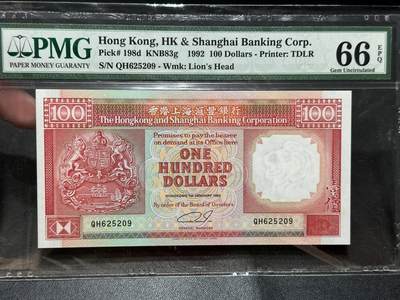 PMG
PAPER MONEY GUARANTY
Hong Kong, HK & Shanghai Banking Corp.
Pick# 198d KNB83g 1992 100 Dollars - Printer: TDLR
S/N QH625209 - Wmk: Lion's Head
66 EPQ
Gem Uncirculated
100
香港上海滙豐銀行
100
The Hongkong and Shanghai Banking Corporation
Promises to pay the bearer
on demand at its Office here
ONE
HUNDRED
DOLLARS
By order of the Board of Directors
QH625209
QH625209
GENERAL MANAGER